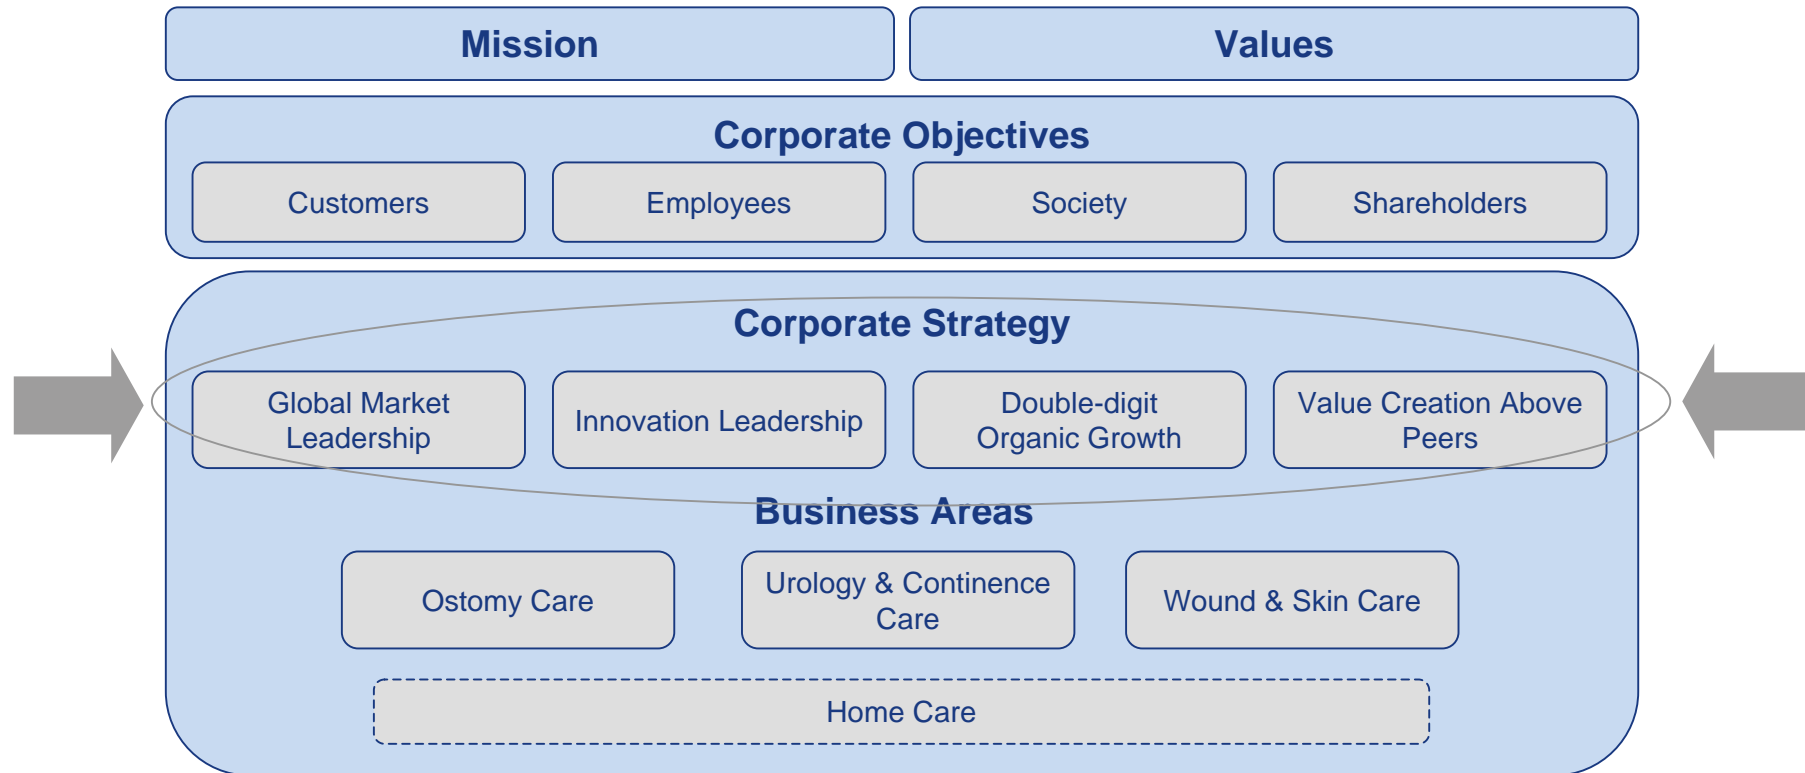 Mission
Values
Corporate Objectives
Customers
Employees
Society
Shareholders
Corporate Strategy
Global Market
Leadership
Innovation Leadership
Double-digit
Organic Growth
Value Creation Above
Peers
Business Areas
Ostomy Care
Urology & Continence
Care
Wound & Skin Care
Home Care